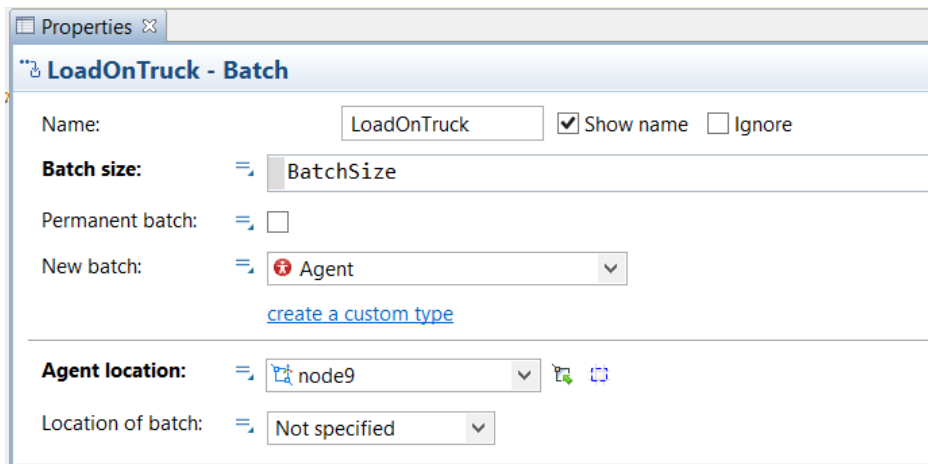 Properties
LoadOnTruck - Batch
Name: LoadOnTruck Show name Ignore
Batch size: BatchSize
Permanent batch:
New batch: Agent
create a custom type
Agent location: node9
Location of batch: Not specified